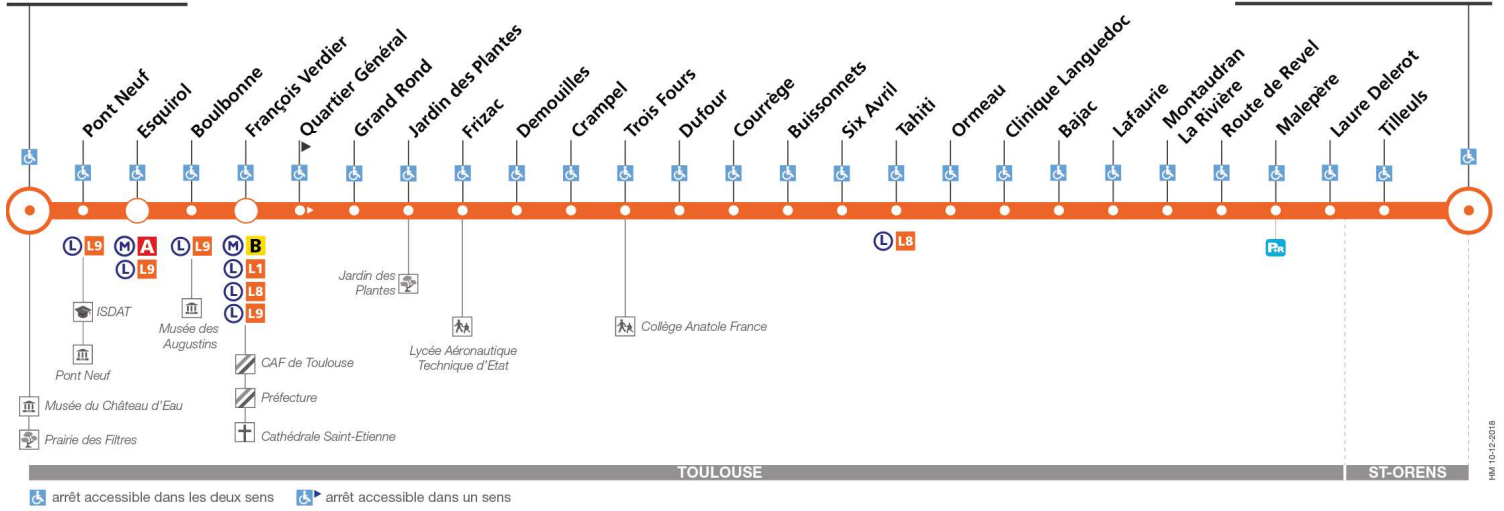 Pont Neuf
Esquirol
Boulbonne
François Verdier
Quartier Général
Grand Rond
Jardin des Plantes
Frizac
Demouilles
Crampel
Trois Fours
Dufour
Courrège
Buissonnets
Six Avril
Tahiti
Ormeau
Clinique Languedoc
Bajac
Lafaurie
Montaudran
La Rivière
Route de Revel
Malepère
Laure Delerot
Tilleuls
L L9
M A
L L9
L L9
M B
L L1
L L8
L L9
L L8
P+R
ISDAT
Pont Neuf
Musée des
Augustins
Jardin des
Plantes
Lycée Aéronautique
Technique d'Etat
Collège Anatole France
CAF de Toulouse
Préfecture
Cathédrale Saint-Etienne
Musée du Château d'Eau
Prairie des Filtres
TOULOUSE
ST-ORENS
arrêt accessible dans les deux sens
arrêt accessible dans un sens
HM 10-12-2018